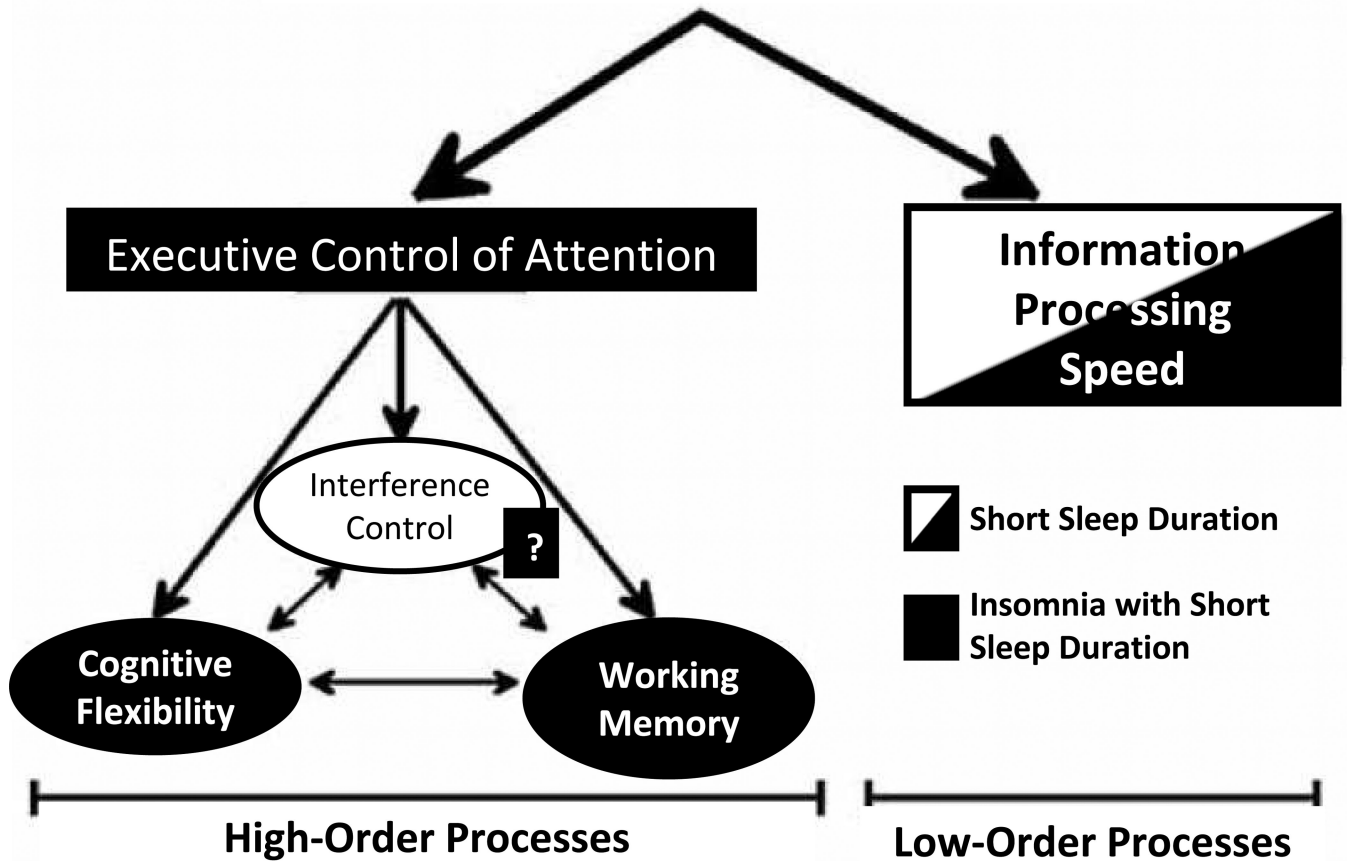 Executive Control of Attention
Information
Processing
Speed
Interference
Control
?
Short Sleep Duration
Insomnia with Short
Sleep Duration
Cognitive
Flexibility
Working
Memory
High-Order Processes
Low-Order Processes